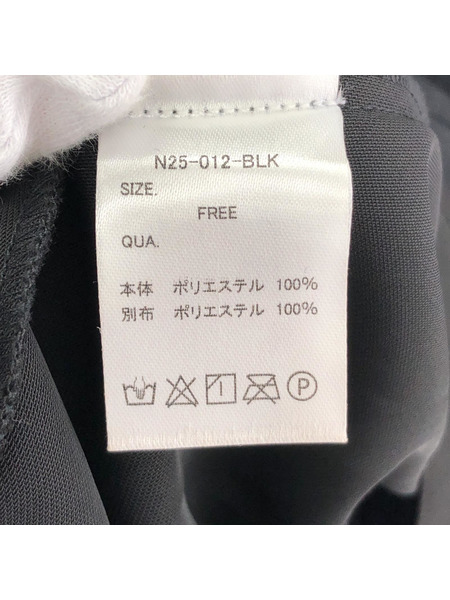 N25-012-BLK
SIZE.
FREE
QUA.
本体 ポリエステル 100%
別布 ポリエステル 100%
P